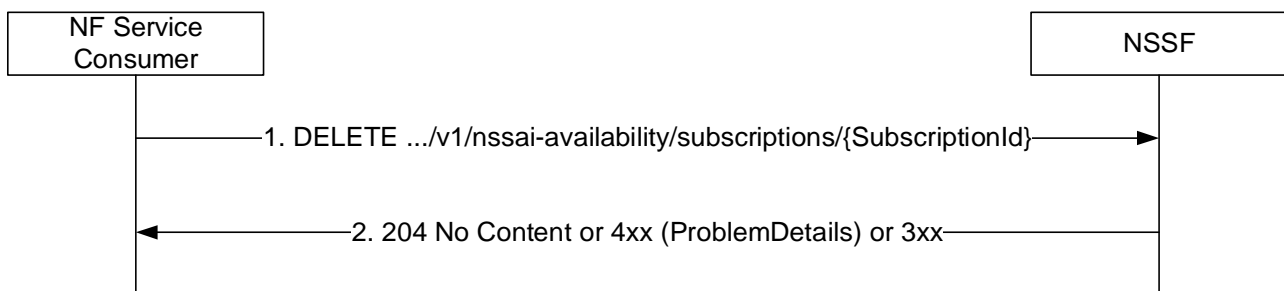 NF Service
Consumer
NSSF
1. DELETE .../v1/nssai-availability/subscriptions/{SubscriptionId}
2. 204 No Content or 4xx (ProblemDetails) or 3xx